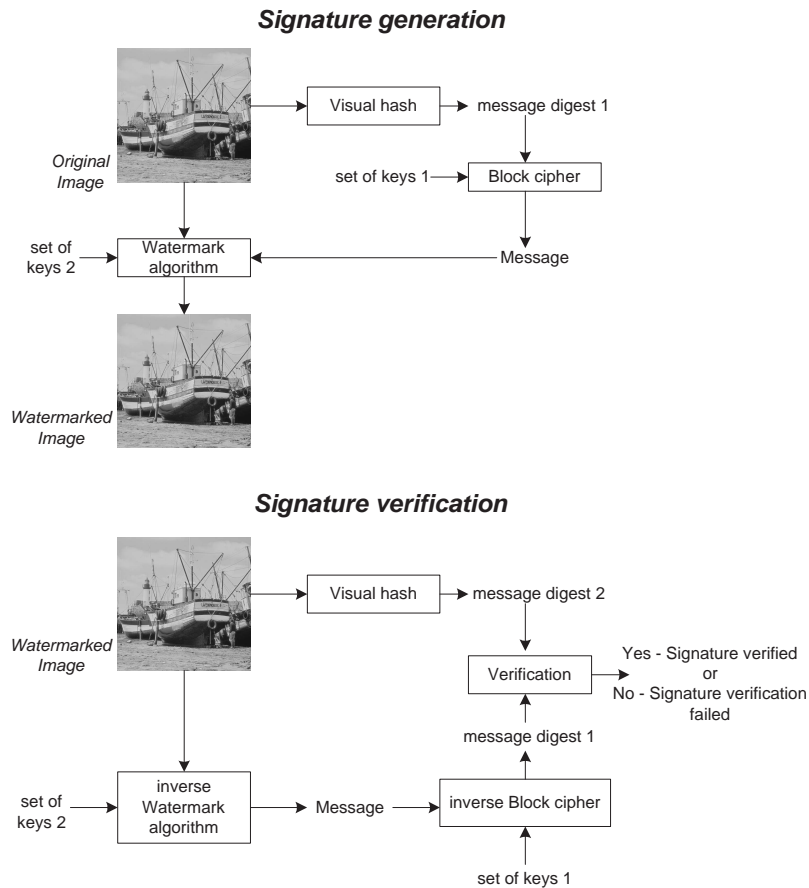 Signature generation
Visual hash
message digest 1
Original
Image
set of keys 1
Block cipher
set of
keys 2
Watermark
algorithm
Message
Watermarked
Image
Signature verification
Visual hash
message digest 2
Watermarked
Image
Verification
Yes - Signature verified
or
No - Signature verification
failed
message digest 1
set of
keys 2
inverse
Watermark
algorithm
Message
inverse Block cipher
set of keys 1